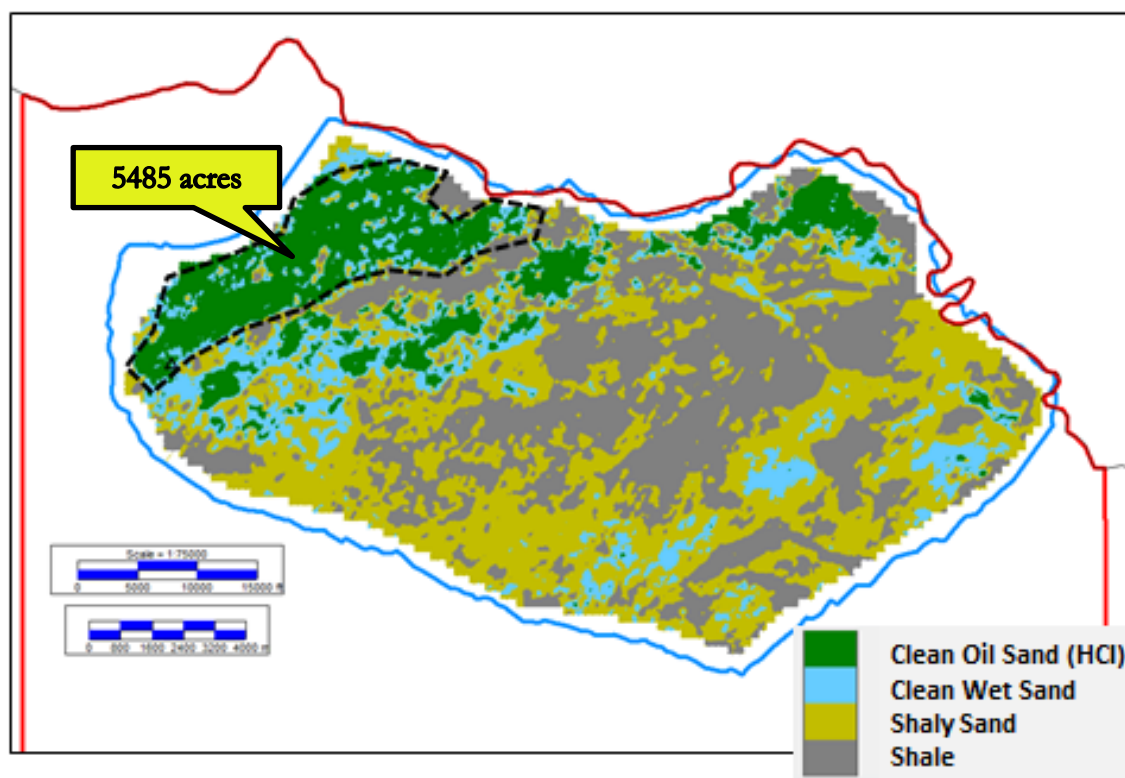 5485 acres
Scale = 1:75000
0 5000 10000 15000 ft
0 800 1600 2400 3200 4000 m
Clean Oil Sand (HCI)
Clean Wet Sand
Shaly Sand
Shale